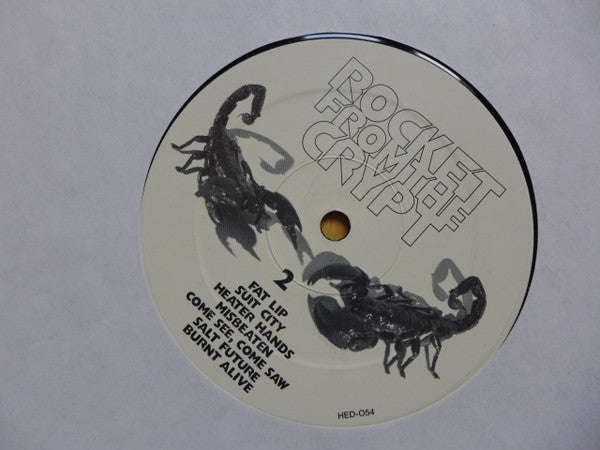 ROCKET
FROM THE
CRYPT
2
FAT LIP
SUIT CITY
HEATER HANDS
MISBEATEN
COME SEE, COME SAW
SALT FUTURE
BURNT ALIVE
HED-054